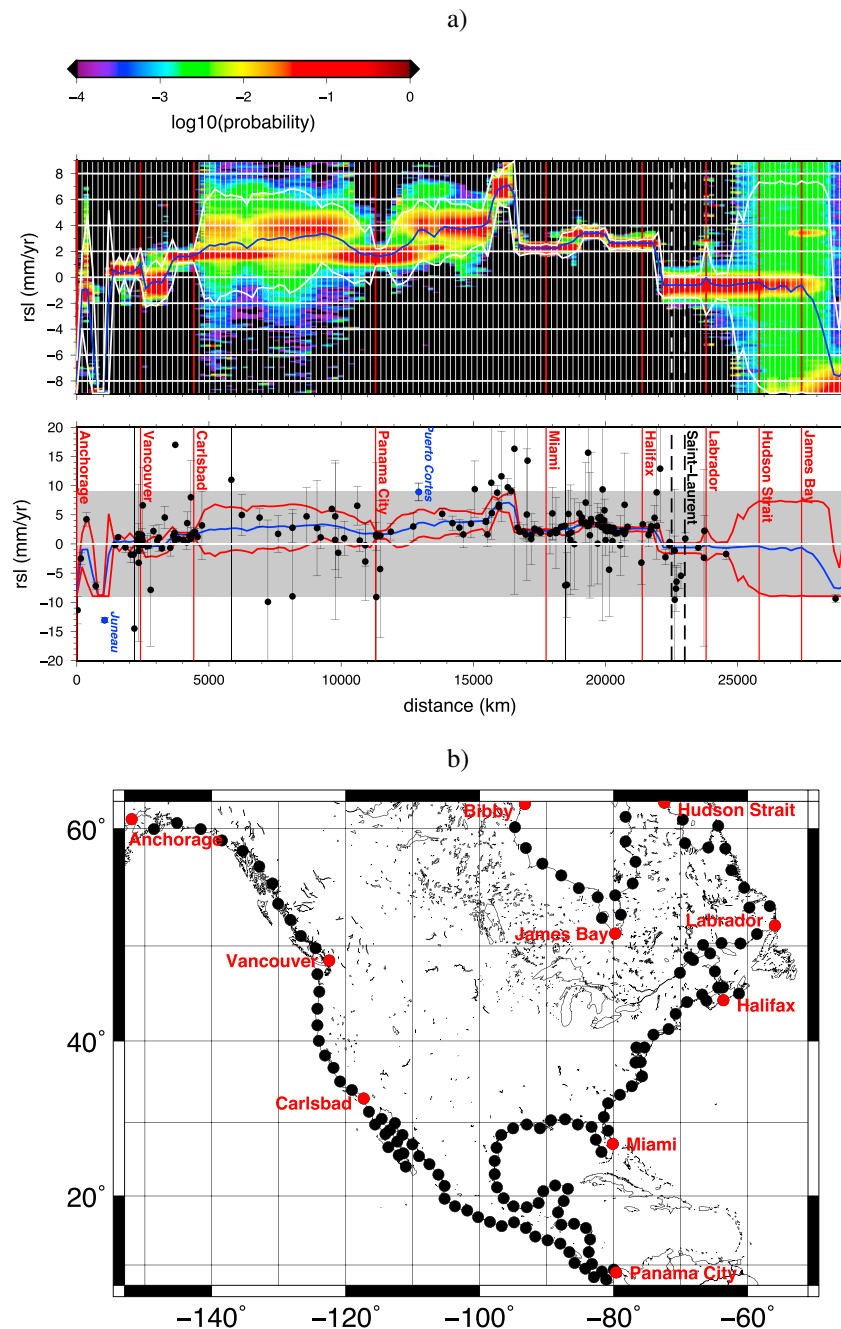 a)
−4 −3 −2 −1 0
log10(probability)
8
6
4
2
0
−2
−4
−6
−8
rsl (mm/yr)
20
15
10
5
0
−5
−10
−15
−20
rsl (mm/yr)
Anchorage
Vancouver
Carlsbad
Panama City
Puerto Cortes
Miami
Halifax
Saint−Laurent
Labrador
Hudson Strait
James Bay
Juneau
0 5000 10000 15000 20000 25000
distance (km)
b)
60°
40°
20°
Bibby
Hudson Strait
Anchorage
Labrador
James Bay
Vancouver
Halifax
Carlsbad
Miami
Panama City
−140° −120° −100° −80° −60°